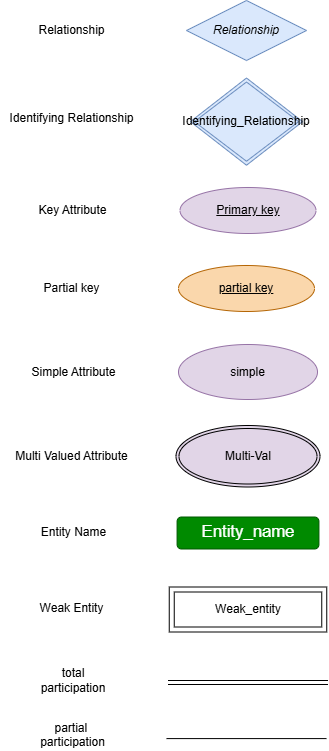 Relationship
Relationship
Identifying Relationship
Identifying_Relationship
Key Attribute
Primary key
Partial key
partial key
Simple Attribute
simple
Multi Valued Attribute
Multi-Val
Entity Name
Entity_name
Weak Entity
Weak_entity
total
participation
partial
participation